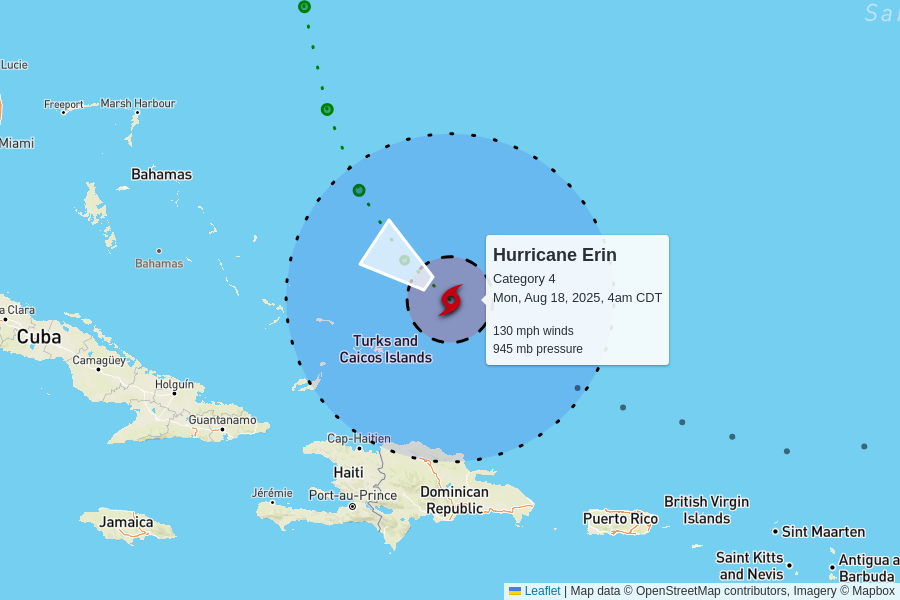 Sa
Lucie
Freeport
Marsh Harbour
Miami
Bahamas
Bahamas
Hurricane Erin
Category 4
Mon, Aug 18, 2025, 4am CDT
130 mph winds
945 mb pressure
a Clara
Cuba
Turks and
Caicos Islands
Camagüey
Holguín
Guantanamo
Cap-Haïtien
Haiti
Jérémie
Port-au-Prince
Dominican
Republic
Jamaica
Puerto Rico
British Virgin
Islands
Sint Maarten
Saint Kitts
and Nevis
Antigua a
Barbuda
Leaflet | Map data © OpenStreetMap contributors, Imagery © Mapbox